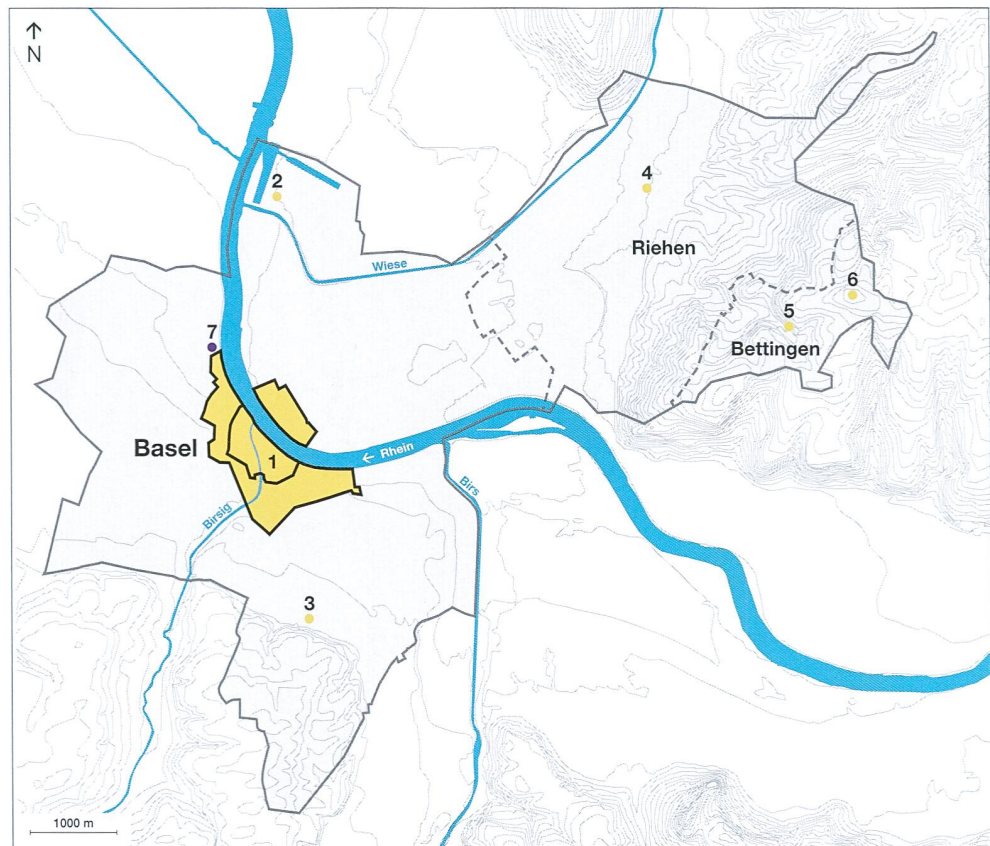 N
2
4
Riehen
Wiese
6
5
7
Bettingen
Basel
1
← Rhein
Birs
Birsig
3
1000 m